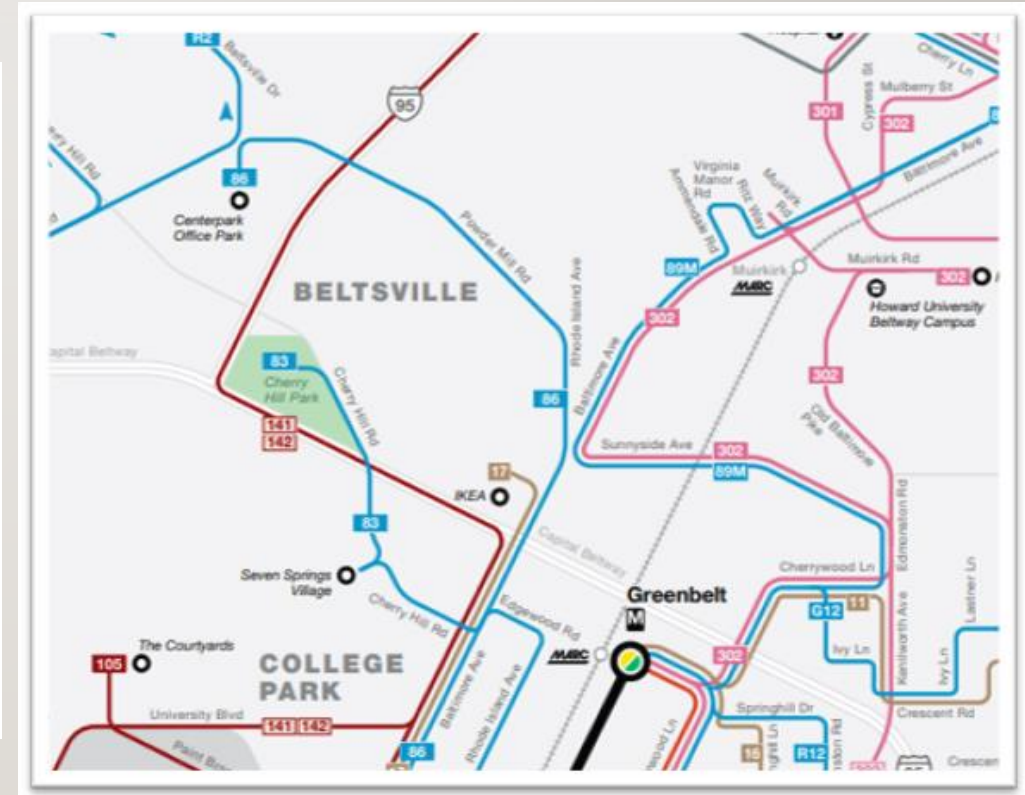 R2
Beltsville Dr
95
301
Cypress St
Cherry Ln
Mulberry St
302
Baltimore Ave
86
Centerpark
Office Park
Powder Mill Rd
Virginia
Manor
Rd
Ammendale Rd
Ritz Way
Muirkirk
Rd
89M
Muirkirk
MARC
Muirkirk Rd
302
Howard University
Beltway Campus
BELTSVILLE
Rhode Island Ave
302
Baltimore Ave
83
Cherry
Hill Park
Cherry Hill Rd
86
302
Old Baltimore
Pike
141
142
Sunnyside Ave
302
89M
17
IKEA
Edmonston Rd
83
Capital Beltway
Seven Springs
Village
Cherry Hill Rd
Edgewood Rd
Greenbelt
M
MARC
Cherrywood Ln
G12
11
Kenilworth Ave
Lastner Ln
Ivy Ln
Ivy Ln
302
The Courtyards
105
COLLEGE
PARK
University Blvd
141
142
Baltimore Ave
Rhode Island Ave
86
Springhill Dr
Crescent Rd
16
R12